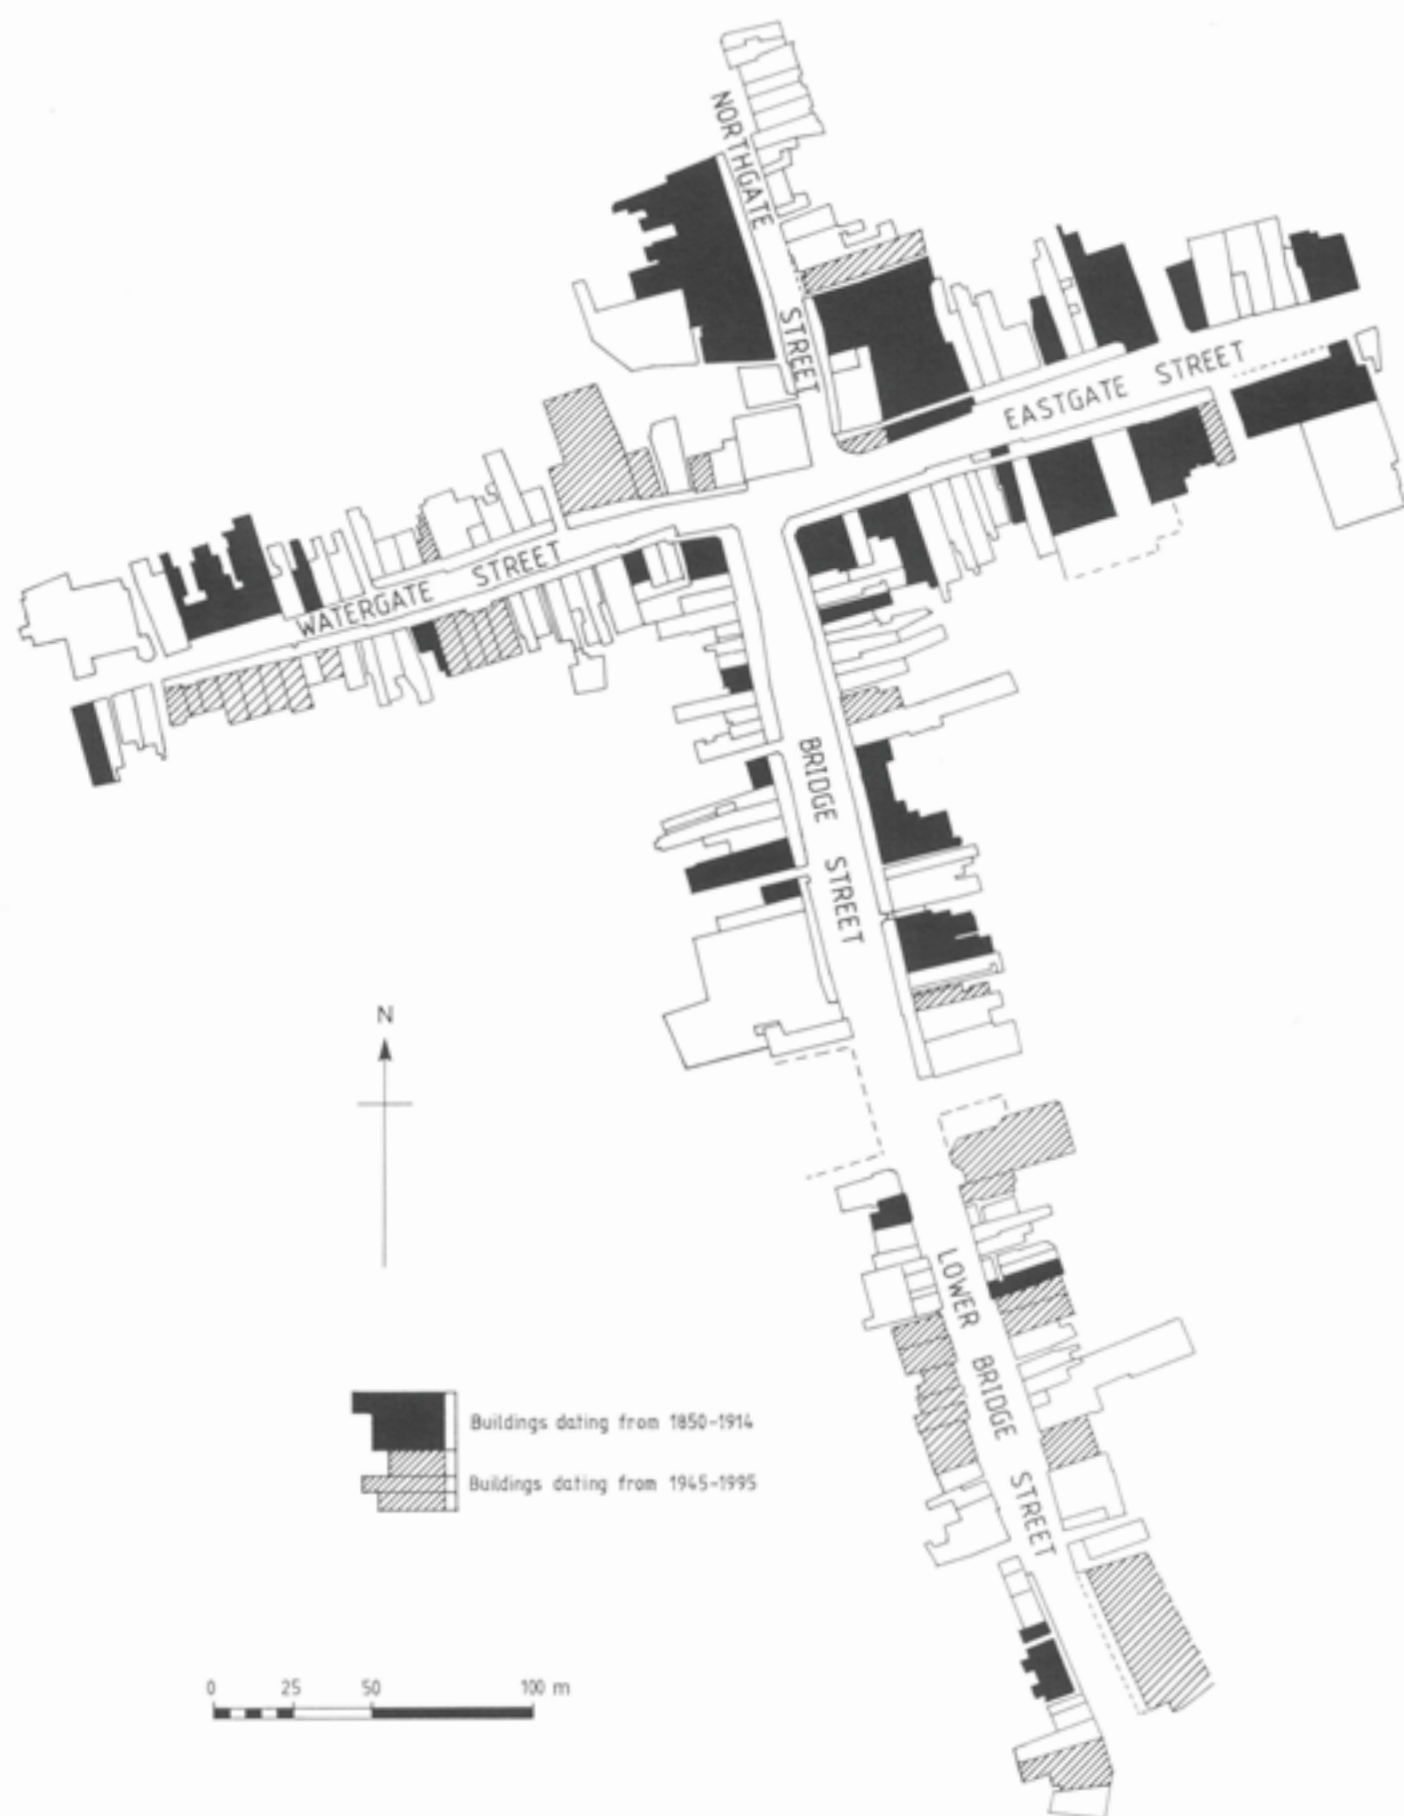 NORTHGATE STREET
EASTGATE STREET
WATERGATE STREET
BRIDGE STREET
N
LOWER BRIDGE STREET
Buildings dating from 1850-1914
Buildings dating from 1945-1995
0 25 50 100 m